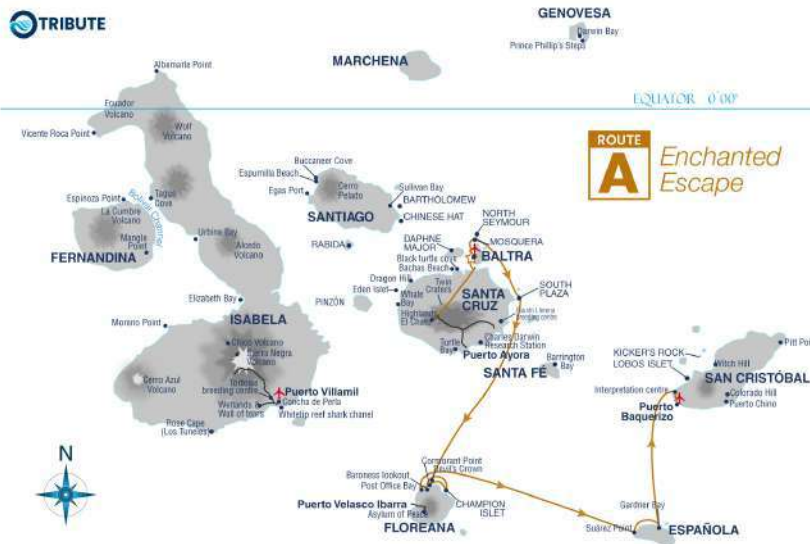 TRIBUTE
GENOVESA
Darwin Bay
Prince Phillip's Steps
MARCHENA
Albemarle Point
EQUATOR 0°00'
Ecuador
Volcano
Wolf
Volcano
Vicente Roca Point
ROUTE
A
Enchanted
Escape
Buccaneer Cove
Espumilla Beach
Egas Port
Cerro
Pelado
Sullivan Bay
BARTHOLOMEW
CHINESE HAT
SANTIAGO
Espinoza Point
Tagus
Cove
Bolivar Channel
La Cumbre
Volcano
Mangle
Point
FERNANDINA
Urbina Bay
Alcedo
Volcano
RABIDA
NORTH
SEYMOUR
MOSQUERA
DAPHNE
MAJOR
BALTRA
Black turtle cove
Bachas Beach
Dragon Hill
Eden Islet
Whale
Bay
Twin
Craters
SANTA
CRUZ
SOUTH
PLAZA
Highlands
El Chato
PINZÓN
Elizabeth Bay
ISABELA
Moreno Point
Chico Volcano
Sierra Negra
Volcano
Cerro Azul
Volcano
Tortoise
breeding centre
Puerto Villamil
Concha de Perla
Wetlands &
Wall of tears
Whitetip reef shark chanel
Rose Cape
(Los Tuneles)
Turtle
Bay
Charles Darwin
Research Station
Puerto Ayora
SANTA FÉ
Barrington
Bay
KICKER'S ROCK
LOBOS ISLET
Pitt Point
Witch Hill
Interpretation centre
SAN CRISTÓBAL
Colorado Hill
Puerto Chino
Puerto
Baquerizo
N
Cormorant Point
Devil's Crown
Baroness lookout
Post Office Bay
CHAMPION
ISLET
Puerto Velasco Ibarra
Asylum of Peace
FLOREANA
Gardner Bay
Suárez Point
ESPAÑOLA